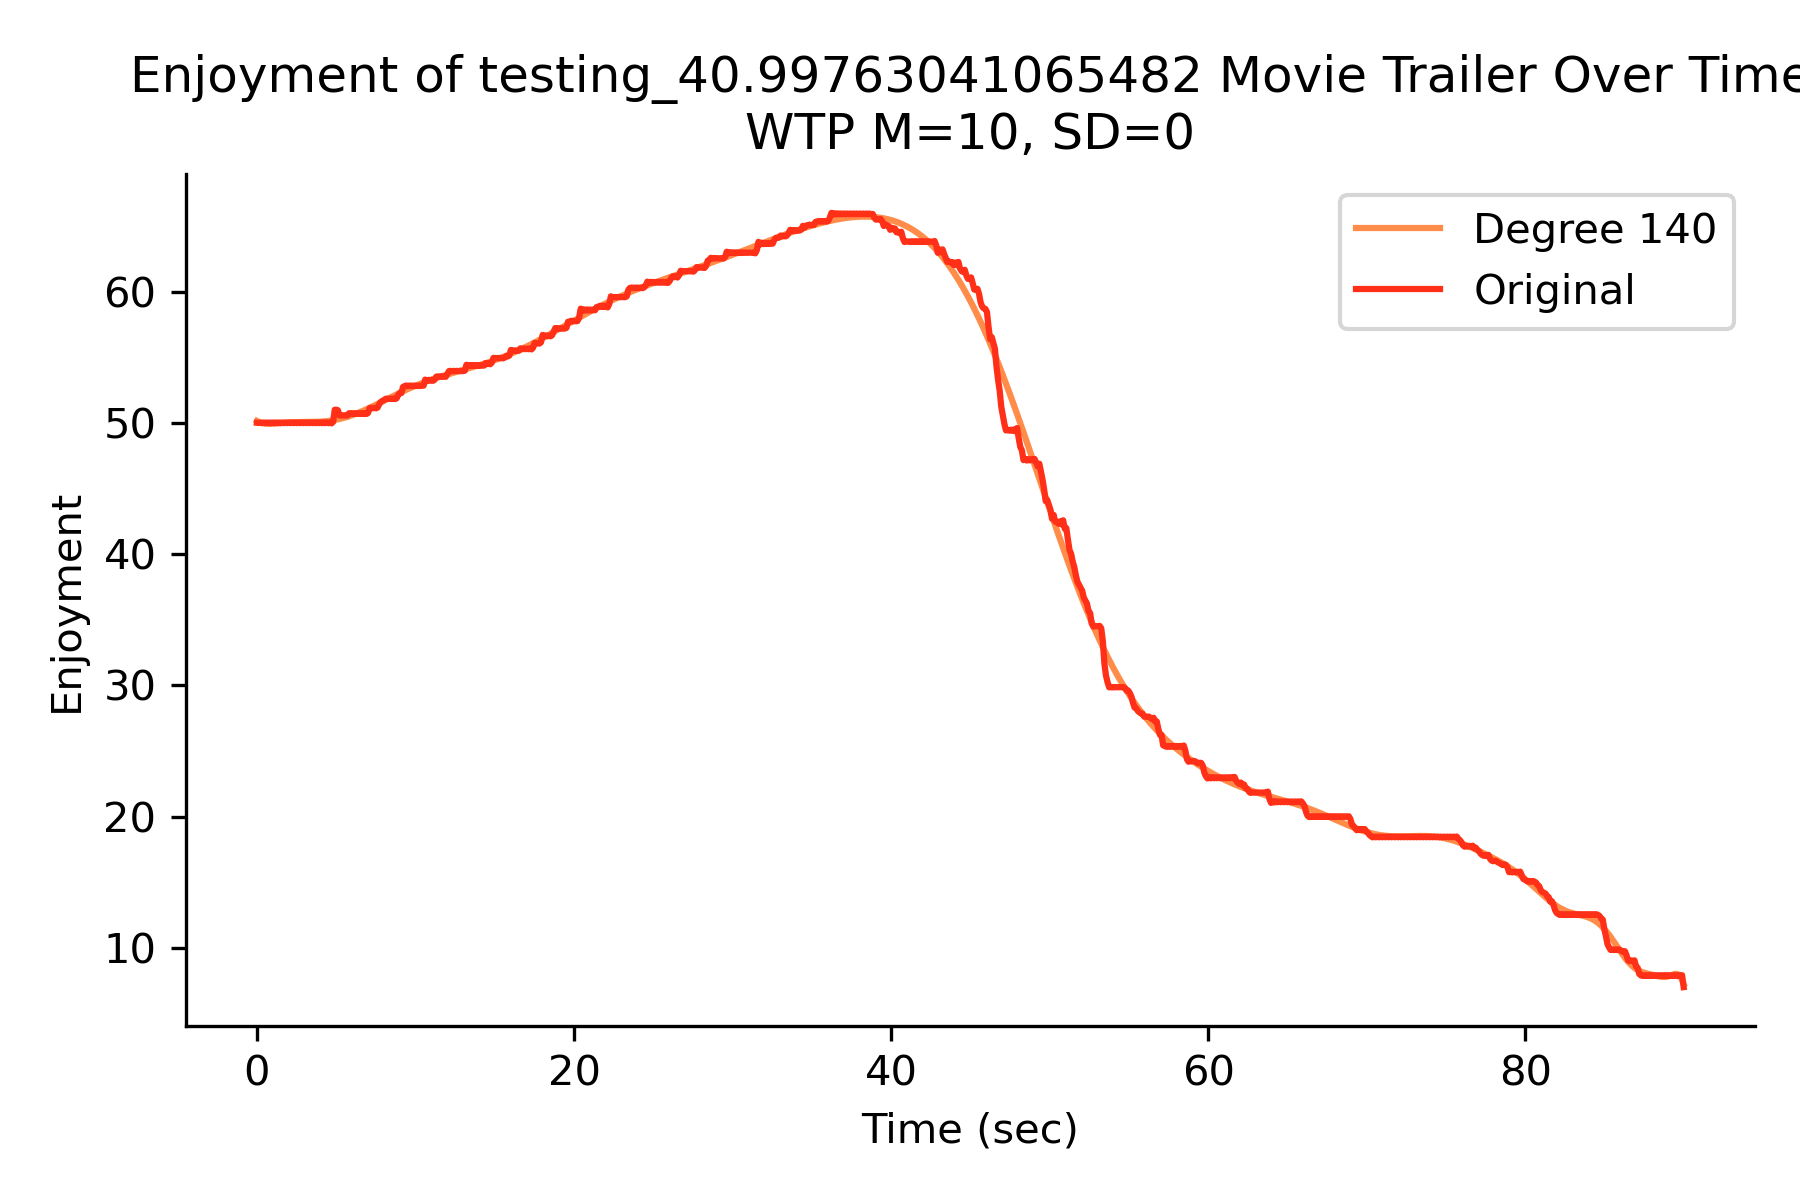 Enjoyment of testing_40.99763041065482 Movie Trailer Over Time
WTP M=10, SD=0
Degree 140
Original
Enjoyment
60
50
40
30
20
10
0
20
40
60
80
Time (sec)